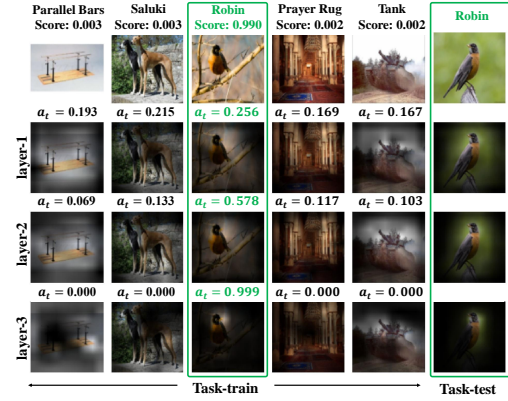 Parallel Bars Saluki Robin Prayer Rug Tank Robin
Score: 0.003 Score: 0.003 Score: 0.990 Score: 0.002 Score: 0.002
a_t = 0.193 a_t = 0.215 a_t = 0.256 a_t = 0.169 a_t = 0.167
layer-1
a_t = 0.069 a_t = 0.133 a_t = 0.578 a_t = 0.117 a_t = 0.103
layer-2
a_t = 0.000 a_t = 0.000 a_t = 0.999 a_t = 0.000 a_t = 0.000
layer-3
Task-train Task-test